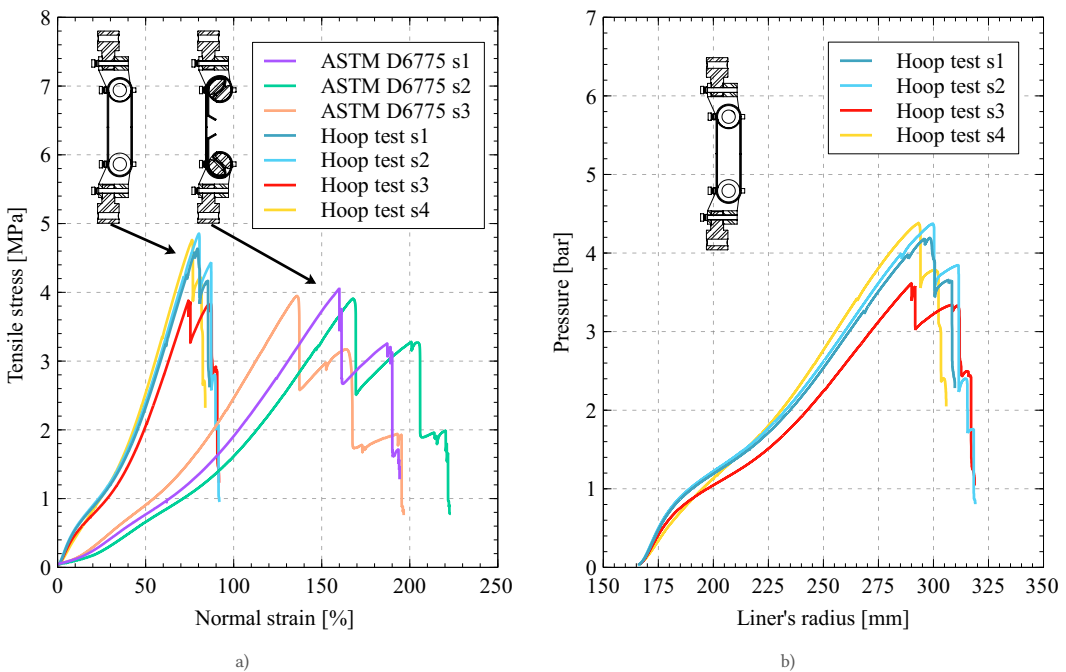 8
7
6
5
4
3
2
1
0
Tensile stress [MPa]
ASTM D6775 s1
ASTM D6775 s2
ASTM D6775 s3
Hoop test s1
Hoop test s2
Hoop test s3
Hoop test s4
0 50 100 150 200 250
Normal strain [%]
a)
7
6
5
4
3
2
1
0
Pressure [bar]
Hoop test s1
Hoop test s2
Hoop test s3
Hoop test s4
150 175 200 225 250 275 300 325 350
Liner's radius [mm]
b)